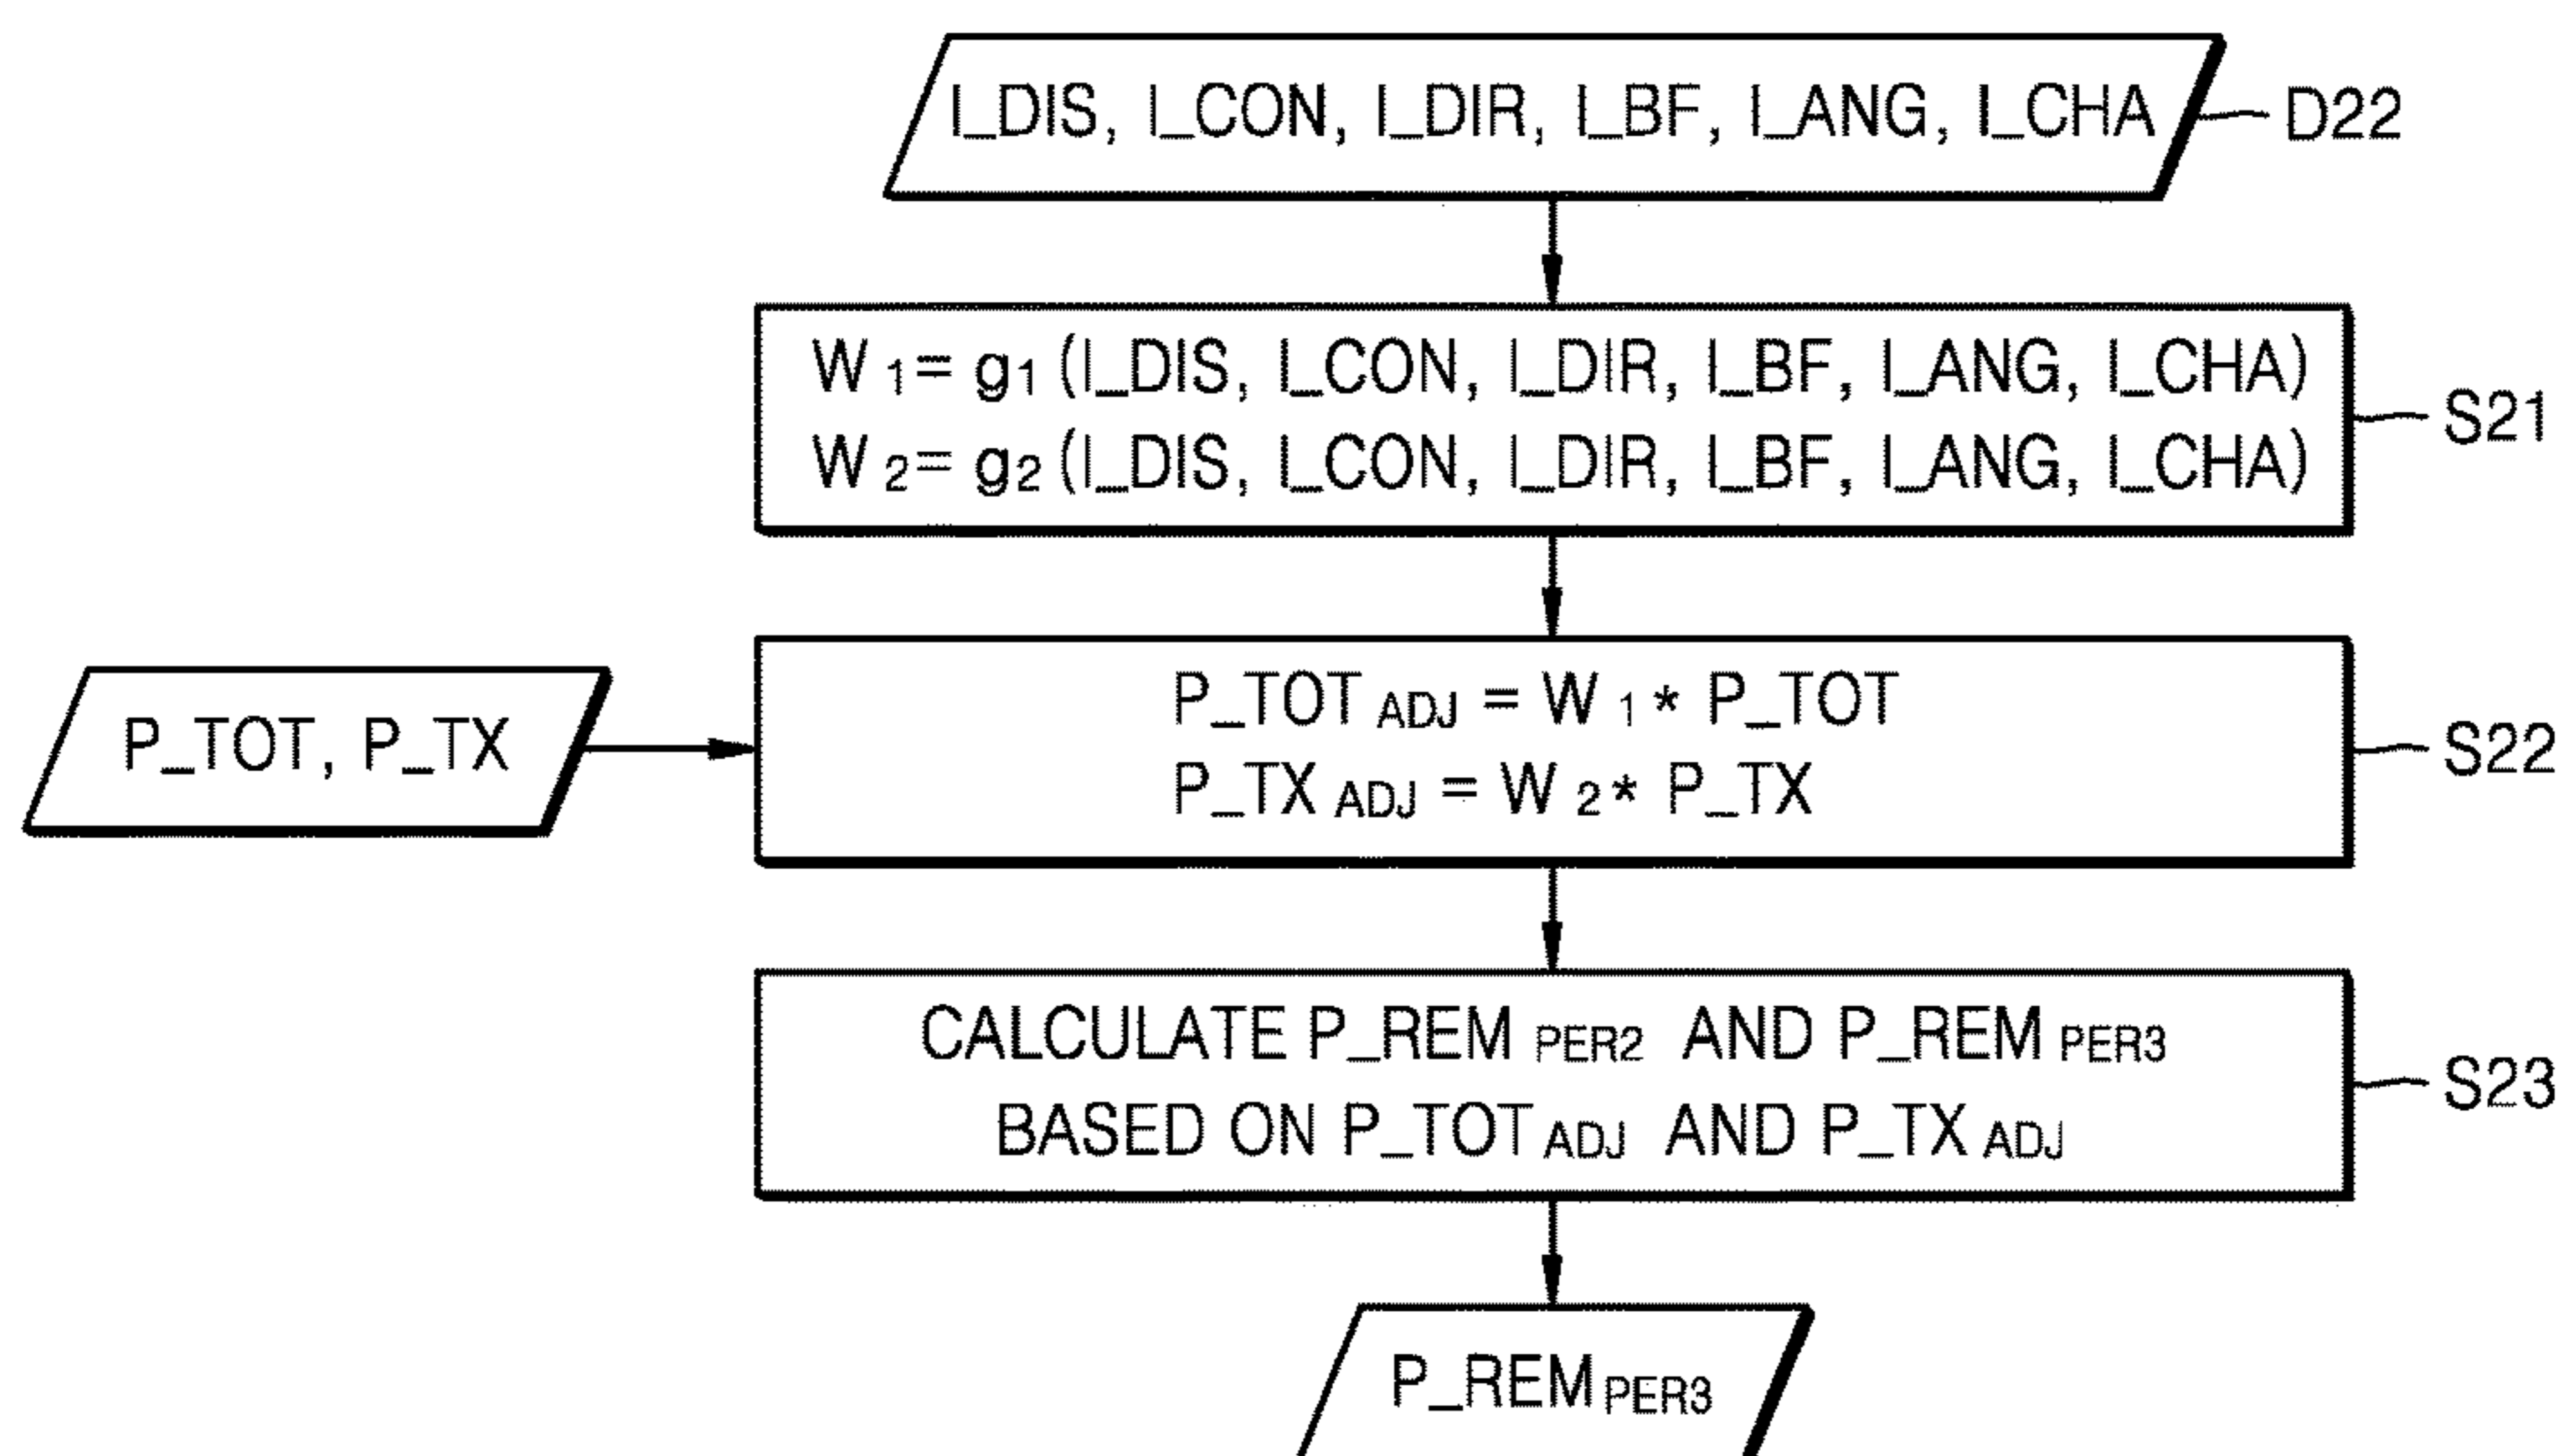 I_DIS, I_CON, I_DIR, I_BF, I_ANG, I_CHA
D22
W 1 = g1 (I_DIS, I_CON, I_DIR, I_BF, I_ANG, I_CHA)
W 2 = g2 (I_DIS, I_CON, I_DIR, I_BF, I_ANG, I_CHA)
S21
P_TOT, P_TX
P_TOT ADJ = W 1 * P_TOT
P_TX ADJ = W 2 * P_TX
S22
CALCULATE P_REM PER2 AND P_REM PER3
BASED ON P_TOT ADJ AND P_TX ADJ
S23
P_REM PER3